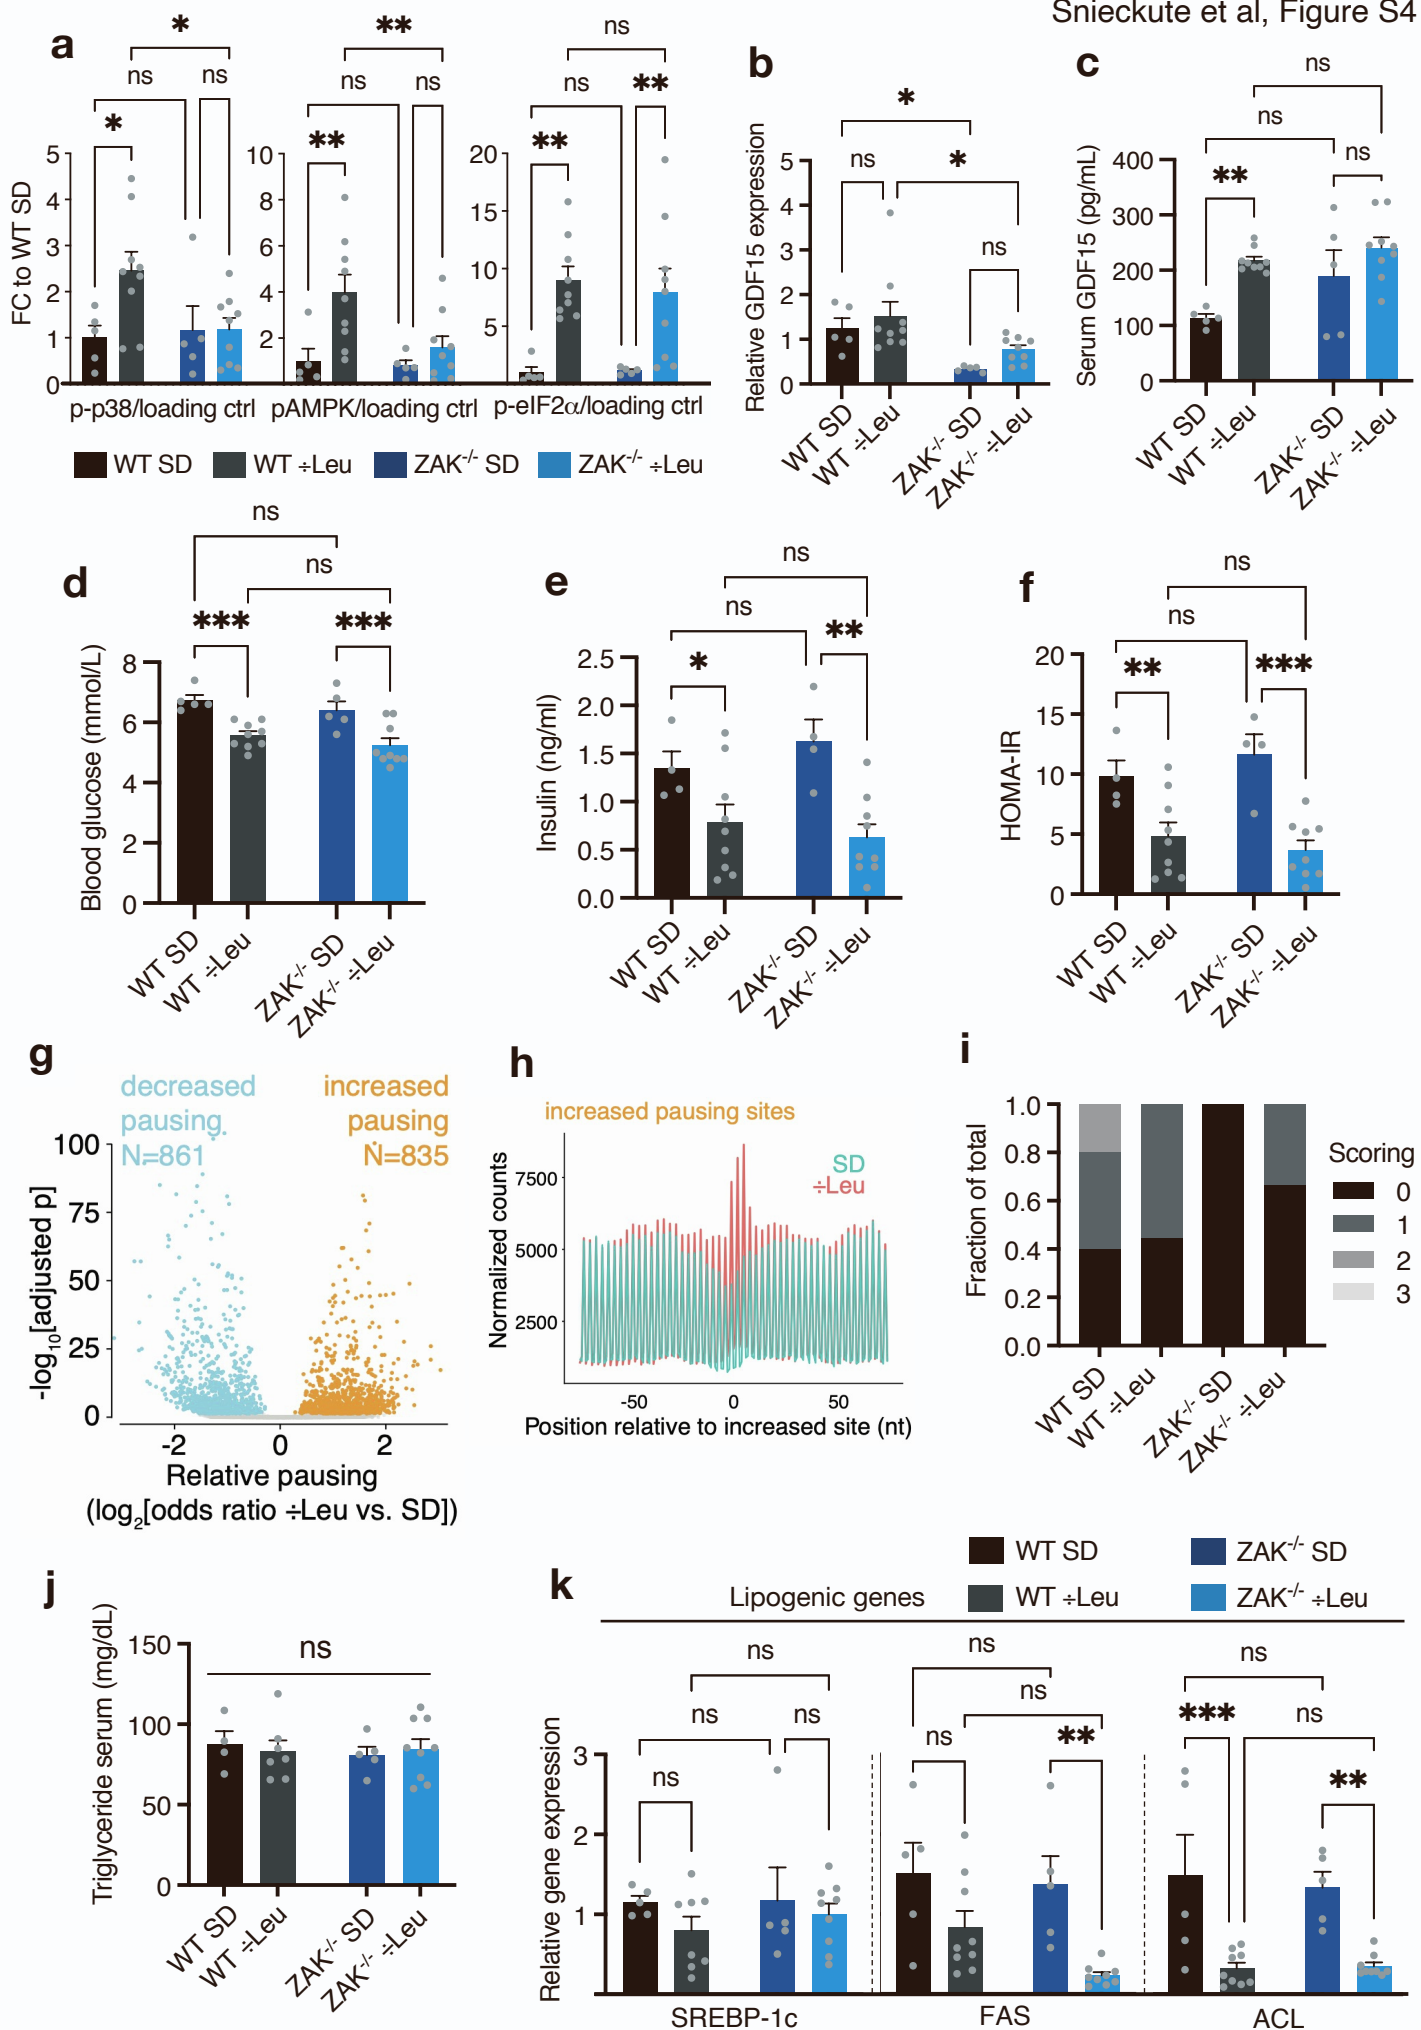 Snieckute et al, Figure S4
a
*
ns
ns
*
**
ns
ns
**
ns
ns
**
**
FC to WT SD
5
4
3
2
1
0
10
8
6
4
2
20
15
10
5
p-p38/loading ctrl
pAMPK/loading ctrl
p-eIF2α/loading ctrl
WT SD
WT ÷Leu
ZAK-/- SD
ZAK-/- ÷Leu
b
*
ns
*
ns
Relative GDF15 expression
5
4
3
2
1
0
WT SD
WT ÷Leu
ZAK-/- SD
ZAK-/- ÷Leu
c
ns
ns
**
ns
Serum GDF15 (pg/mL)
400
300
200
100
0
WT SD
WT ÷Leu
ZAK-/- SD
ZAK-/- ÷Leu
d
ns
ns
***
***
Blood glucose (mmol/L)
8
6
4
2
0
WT SD
WT ÷Leu
ZAK-/- SD
ZAK-/- ÷Leu
e
ns
ns
**
*
Insulin (ng/ml)
2.5
2.0
1.5
1.0
0.5
0.0
WT SD
WT ÷Leu
ZAK-/- SD
ZAK-/- ÷Leu
f
ns
ns
**
***
HOMA-IR
20
15
10
5
0
WT SD
WT ÷Leu
ZAK-/- SD
ZAK-/- ÷Leu
g
decreased
pausing
N=861
increased
pausing
N=835
-log10[adjusted p]
100
75
50
25
0
-2
0
2
Relative pausing
(log2[odds ratio ÷Leu vs. SD])
h
increased pausing sites
SD
÷Leu
Normalized counts
7500
5000
2500
-50
0
50
Position relative to increased site (nt)
i
Fraction of total
1.0
0.8
0.6
0.4
0.2
0.0
WT SD
WT ÷Leu
ZAK-/- SD
ZAK-/- ÷Leu
Scoring
0
1
2
3
j
ns
Triglyceride serum (mg/dL)
150
100
50
0
WT SD
WT ÷Leu
ZAK-/- SD
ZAK-/- ÷Leu
k
Lipogenic genes
WT SD
WT ÷Leu
ZAK-/- SD
ZAK-/- ÷Leu
ns
ns
ns
ns
ns
ns
ns
**
ns
***
ns
**
Relative gene expression
3
2
1
SREBP-1c
FAS
ACL